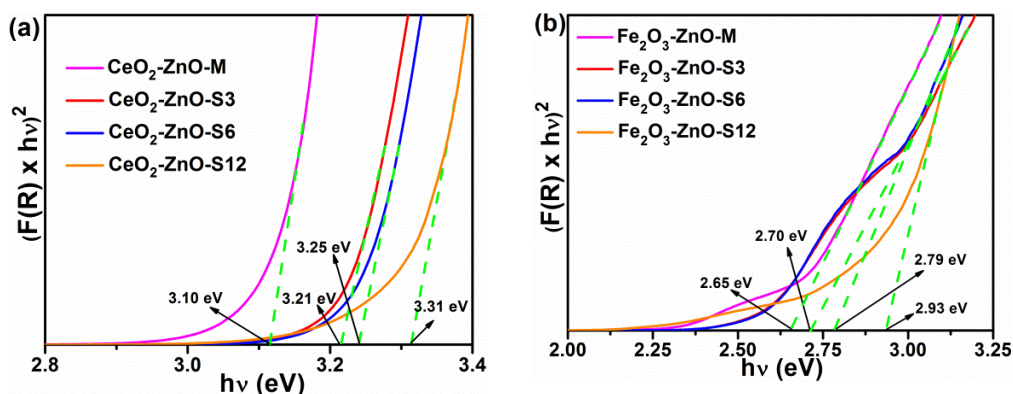 (a)
CeO₂-ZnO-M
CeO₂-ZnO-S3
CeO₂-ZnO-S6
CeO₂-ZnO-S12
3.25 eV
3.10 eV
3.21 eV
3.31 eV
(F(R) x hν)²
2.8
3.0
3.2
3.4
hν (eV)
(b)
Fe₂O₃-ZnO-M
Fe₂O₃-ZnO-S3
Fe₂O₃-ZnO-S6
Fe₂O₃-ZnO-S12
2.70 eV
2.65 eV
2.79 eV
2.93 eV
(F(R) x hν)²
2.00
2.25
2.50
2.75
3.00
3.25
hν (eV)